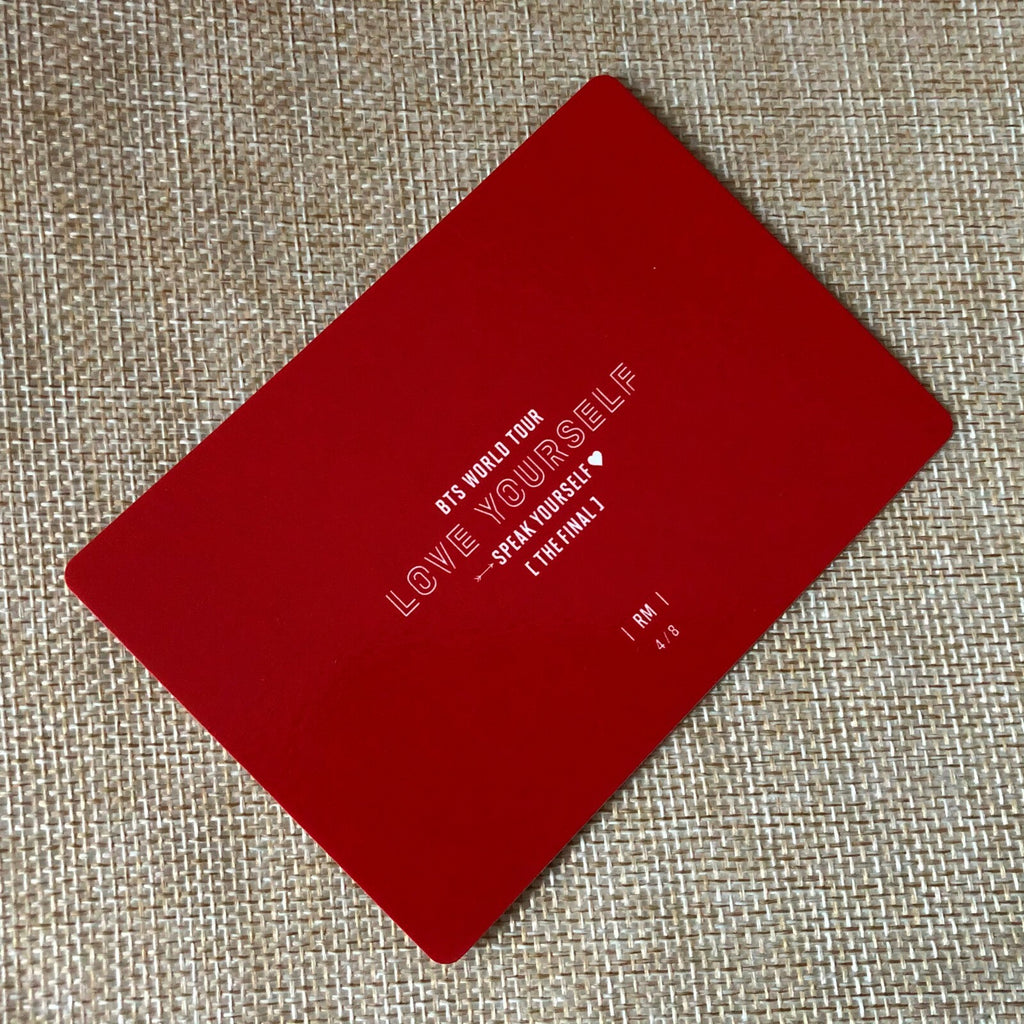 BTS WORLD TOUR
LOVE YOURSELF
SPEAK YOURSELF
[ THE FINAL ]
| RM |
4/8